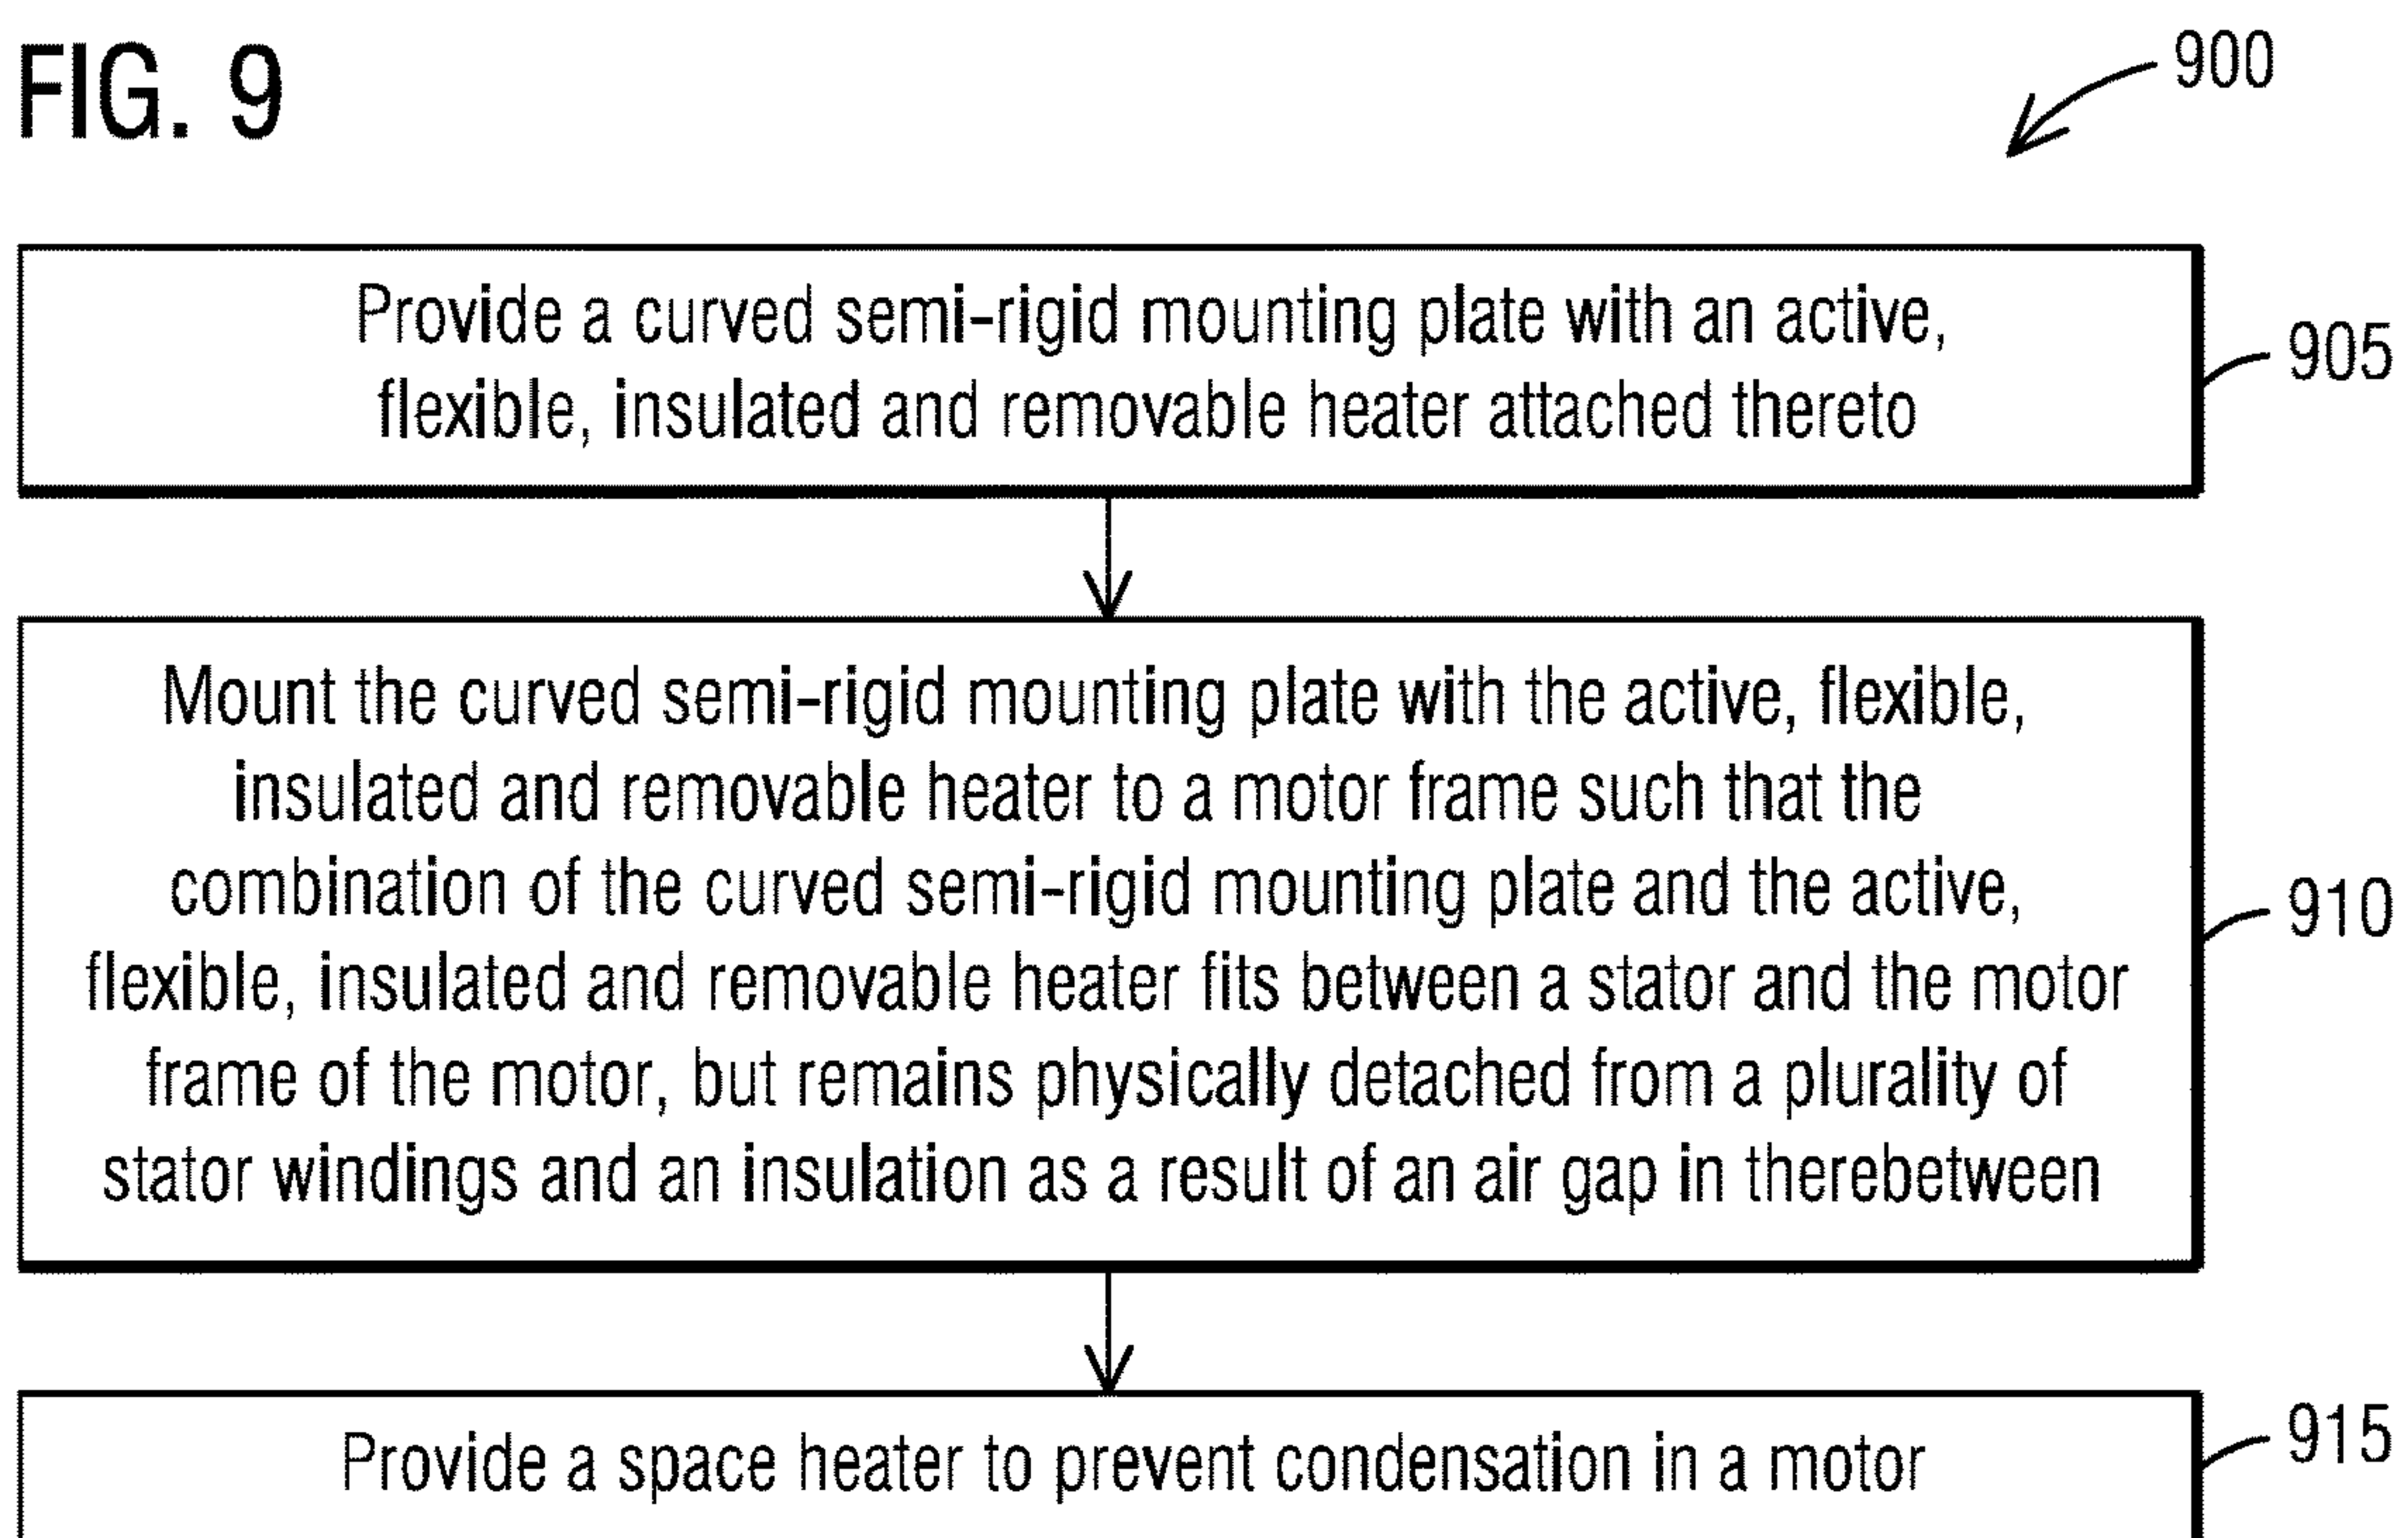 FIG. 9
900
Provide a curved semi-rigid mounting plate with an active,
flexible, insulated and removable heater attached thereto
905
Mount the curved semi-rigid mounting plate with the active, flexible,
insulated and removable heater to a motor frame such that the
combination of the curved semi-rigid mounting plate and the active,
flexible, insulated and removable heater fits between a stator and the motor
frame of the motor, but remains physically detached from a plurality of
stator windings and an insulation as a result of an air gap in therebetween
910
Provide a space heater to prevent condensation in a motor
915